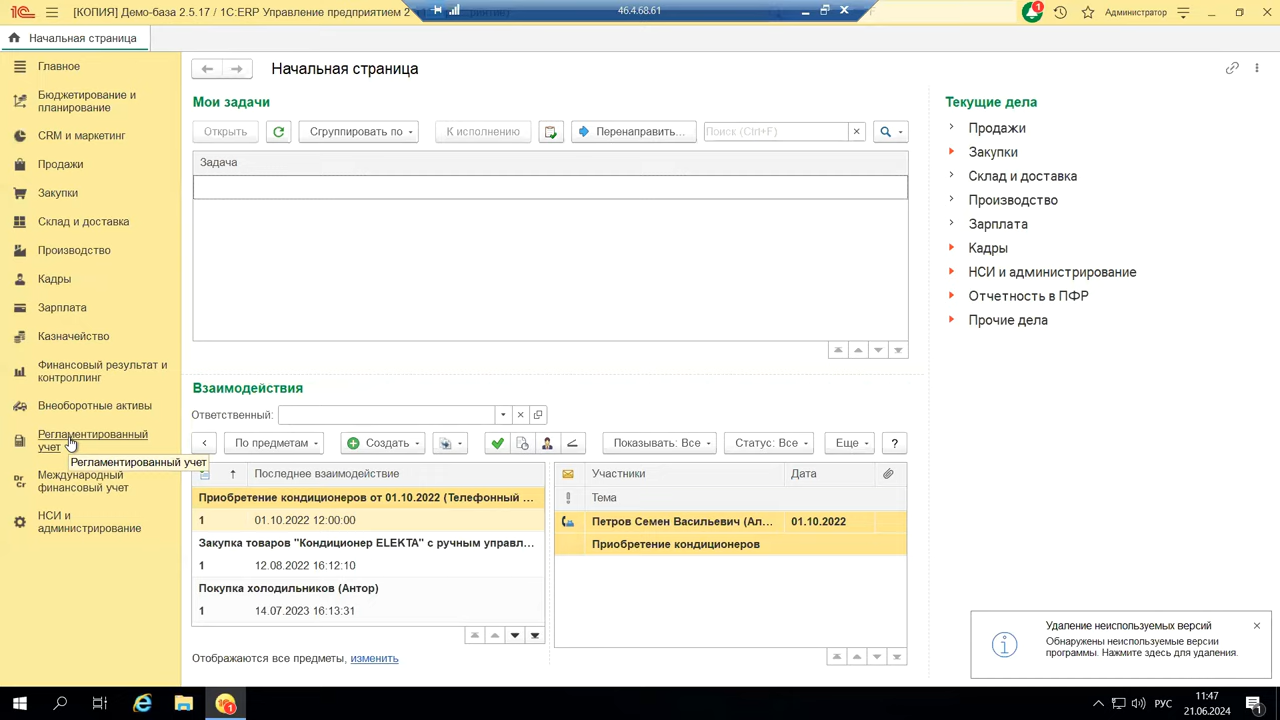 [КОПИЯ] Демо-база 2.5.17 / 1С:ERP Управление предприятием 2
46.4.68.61
1
Администратор
Начальная страница
Главное
Бюджетирование и
планирование
CRM и маркетинг
Продажи
Закупки
Склад и доставка
Производство
Кадры
Зарплата
Казначейство
Финансовый результат и
контроллинг
Внеоборотные активы
Регламентированный
учет
Регламентированный учет
Международный
финансовый учет
НСИ и
администрирование
Начальная страница
Мои задачи
Открыть
Сгруппировать по
К исполнению
Перенаправить...
Поиск (Ctrl+F)
Задача
Взаимодействия
Ответственный:
По предметам
Создать
Показывать: Все
Статус: Все
Еще
?
Последнее взаимодействие
Приобретение кондиционеров от 01.10.2022 (Телефонный ...
1 01.10.2022 12:00:00
Закупка товаров "Кондиционер ELEKTA" с ручным управл...
1 12.08.2022 16:12:10
Покупка холодильников (Антор)
1 14.07.2023 16:13:31
Отображаются все предметы, изменить
Участники Дата
Тема
Петров Семен Васильевич (Ал... 01.10.2022
Приобретение кондиционеров
Текущие дела
Продажи
Закупки
Склад и доставка
Производство
Зарплата
Кадры
НСИ и администрирование
Отчетность в ПФР
Прочие дела
Удаление неиспользуемых версий
Обнаружены неиспользуемые версии
программы. Нажмите здесь для удаления.
РУС
11:47
21.06.2024
1